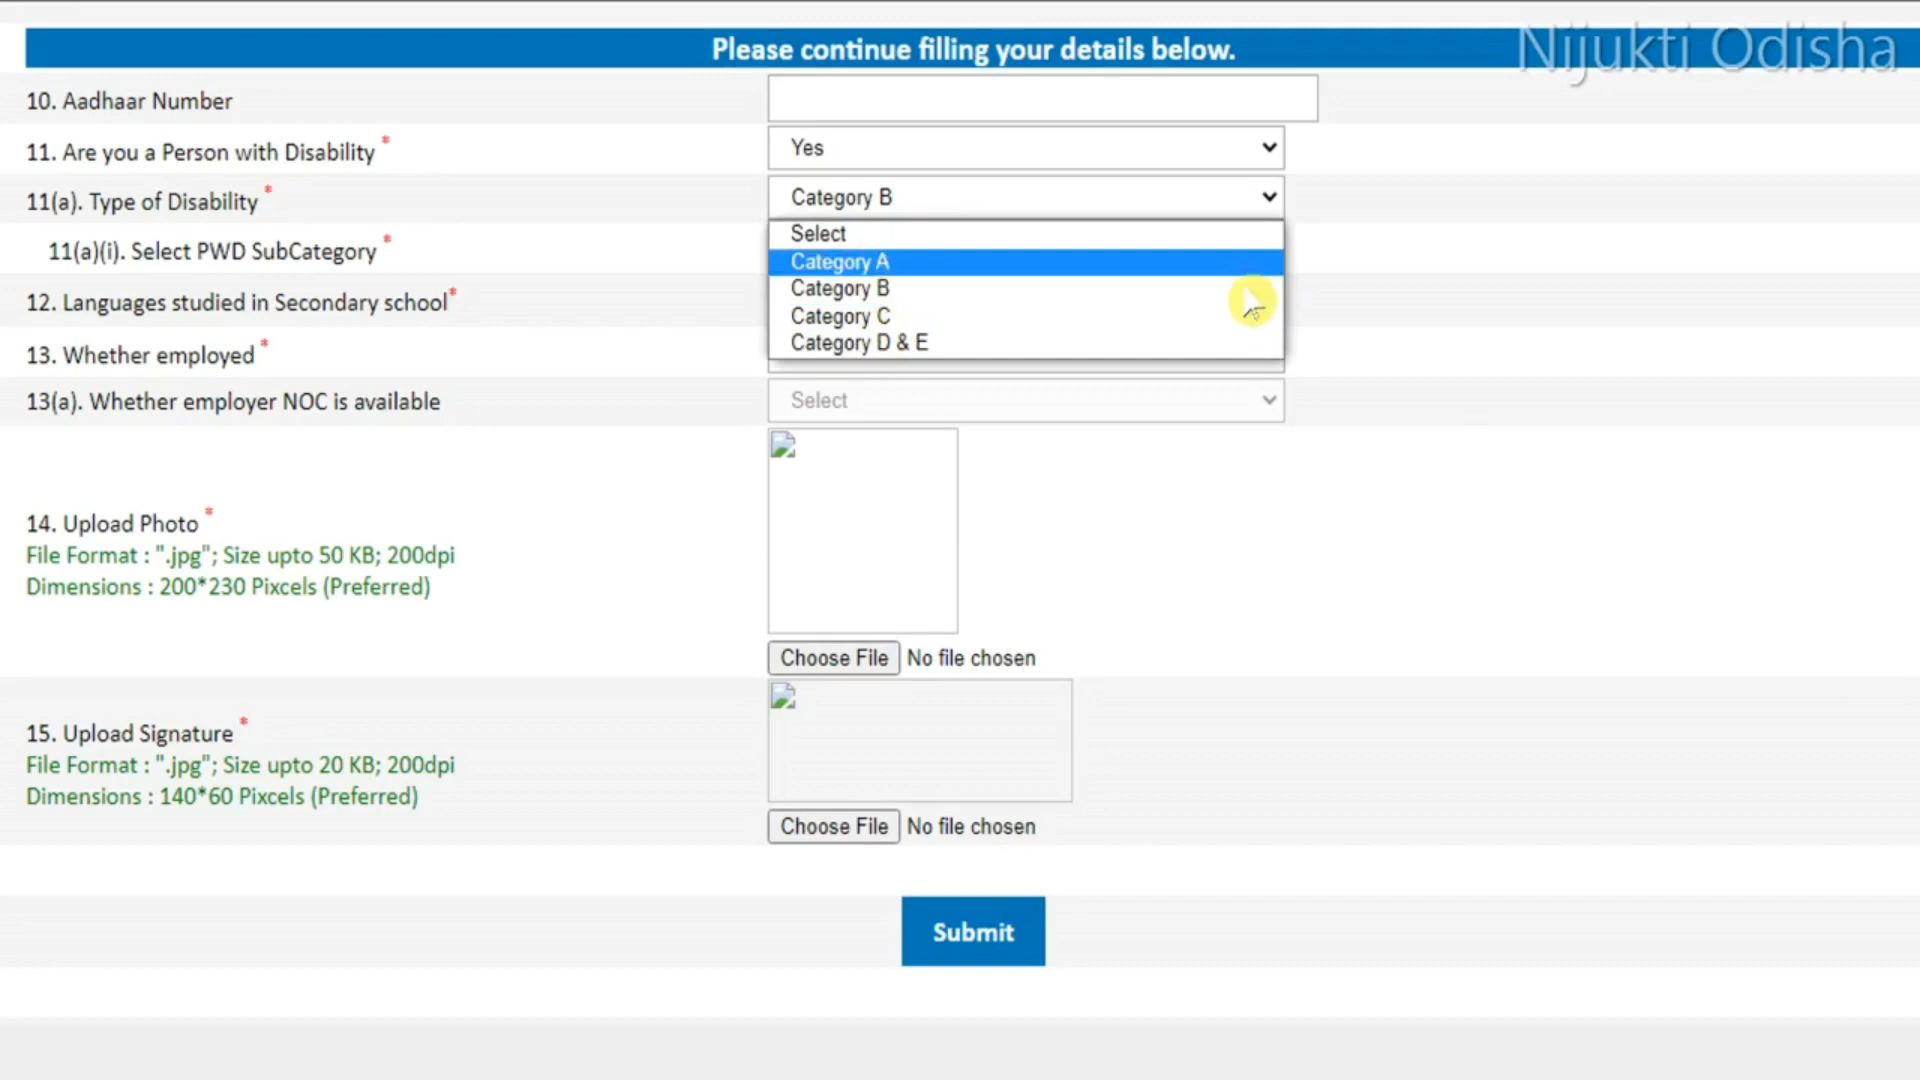 Nijukti Odisha
Please continue filling your details below.
10. Aadhaar Number
11. Are you a Person with Disability *
Yes
11(a). Type of Disability *
Category B
Select
11(a)(i). Select PWD SubCategory *
Category A
Category B
12. Languages studied in Secondary school*
Category C
Category D & E
13. Whether employed *
13(a). Whether employer NOC is available
Select
14. Upload Photo *
File Format : ".jpg"; Size upto 50 KB; 200dpi
Dimensions : 200*230 Pixcels (Preferred)
Choose File No file chosen
15. Upload Signature *
File Format : ".jpg"; Size upto 20 KB; 200dpi
Dimensions : 140*60 Pixcels (Preferred)
Choose File No file chosen
Submit